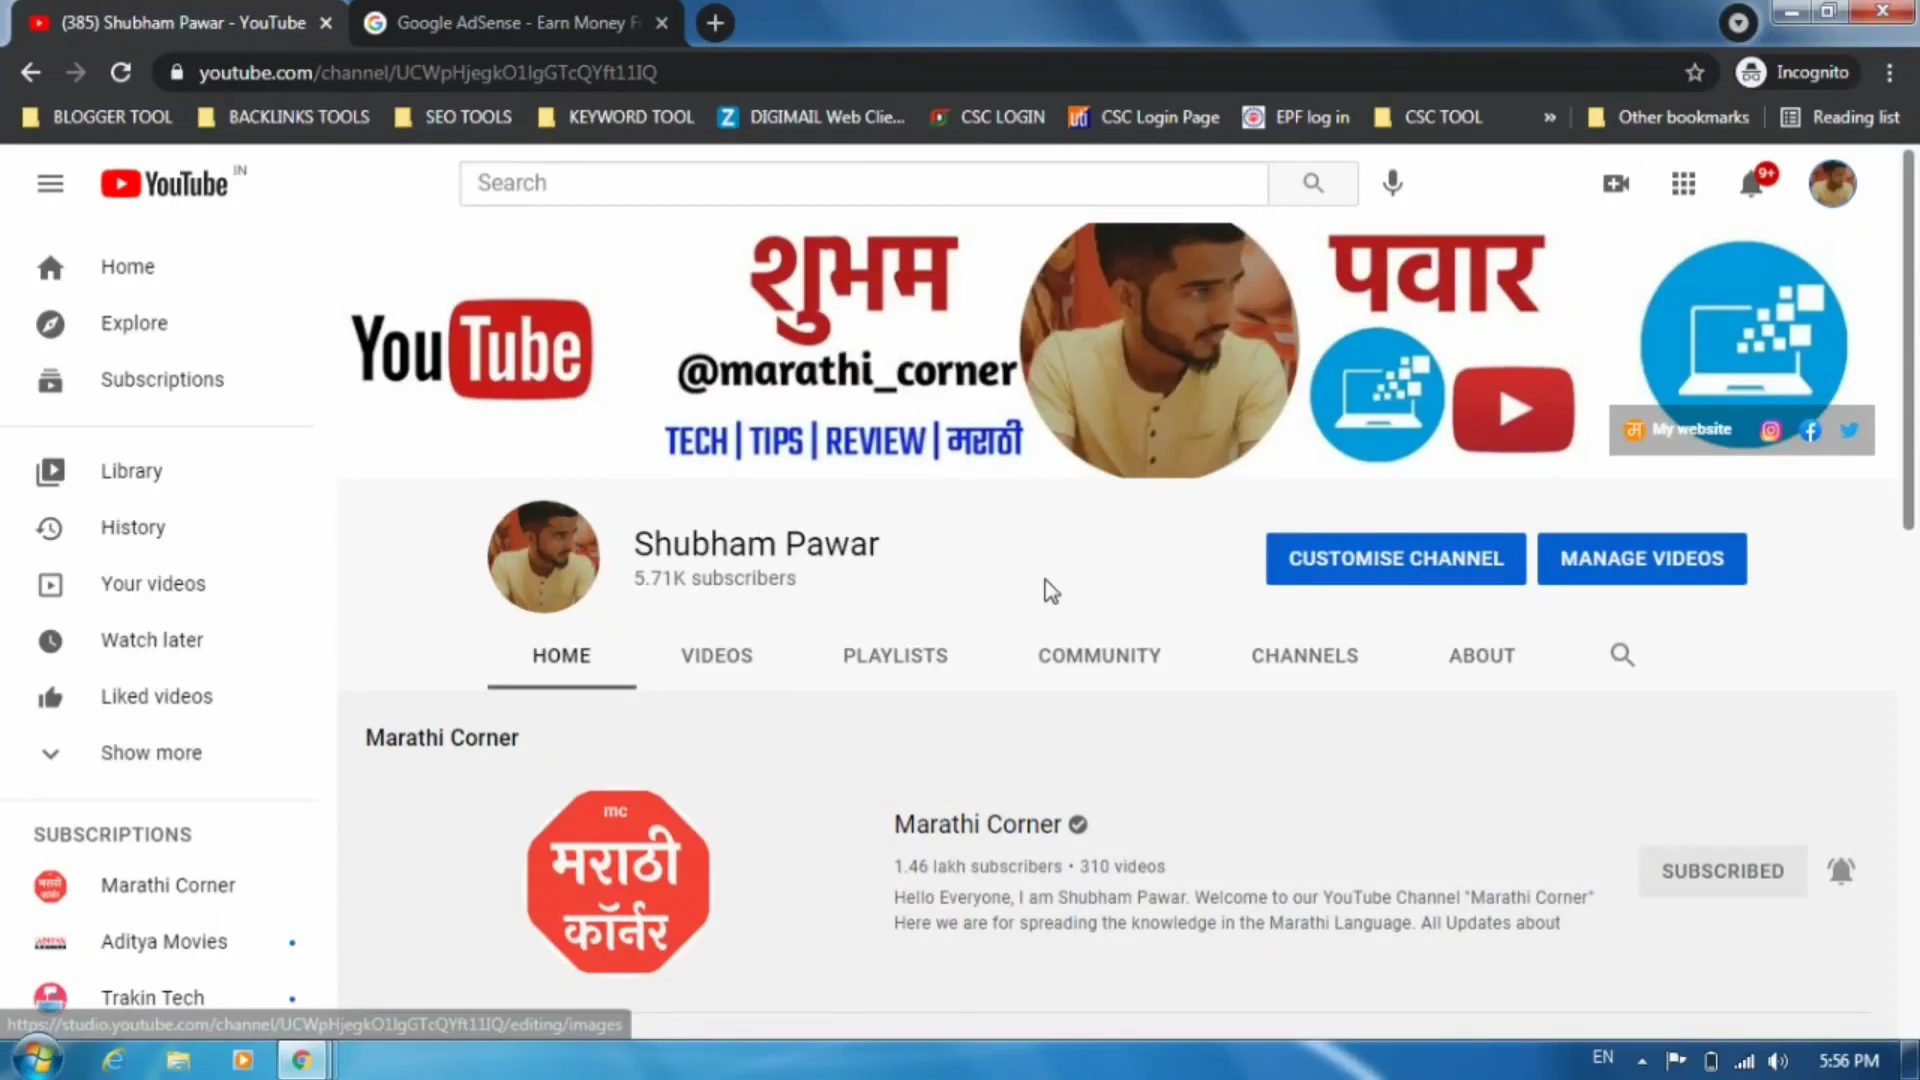 (385) Shubham Pawar - YouTube
Google AdSense - Earn Money Fr
youtube.com/channel/UCWpHjegkO1IgGTcQYft11IQ
Incognito
BLOGGER TOOL
BACKLINKS TOOLS
SEO TOOLS
KEYWORD TOOL
DIGIMAIL Web Clie...
CSC LOGIN
uti
CSC Login Page
EPF log in
CSC TOOL
»
Other bookmarks
Reading list
YouTube IN
Search
9+
Home
Explore
Subscriptions
Library
History
Your videos
Watch later
Liked videos
Show more
SUBSCRIPTIONS
Marathi Corner
Aditya Movies
Trakin Tech
YouTube
शुभम
पवार
@marathi_corner
TECH | TIPS | REVIEW | मराठी
म My website
Shubham Pawar
5.71K subscribers
CUSTOMISE CHANNEL
MANAGE VIDEOS
HOME
VIDEOS
PLAYLISTS
COMMUNITY
CHANNELS
ABOUT
Marathi Corner
mc
मराठी
कॉर्नर
Marathi Corner
1.46 lakh subscribers • 310 videos
Hello Everyone, I am Shubham Pawar. Welcome to our YouTube Channel "Marathi Corner"
Here we are for spreading the knowledge in the Marathi Language. All Updates about
SUBSCRIBED
https://studio.youtube.com/channel/UCWpHjegkO1IgGTcQYft11IQ/editing/images
EN
5:56 PM